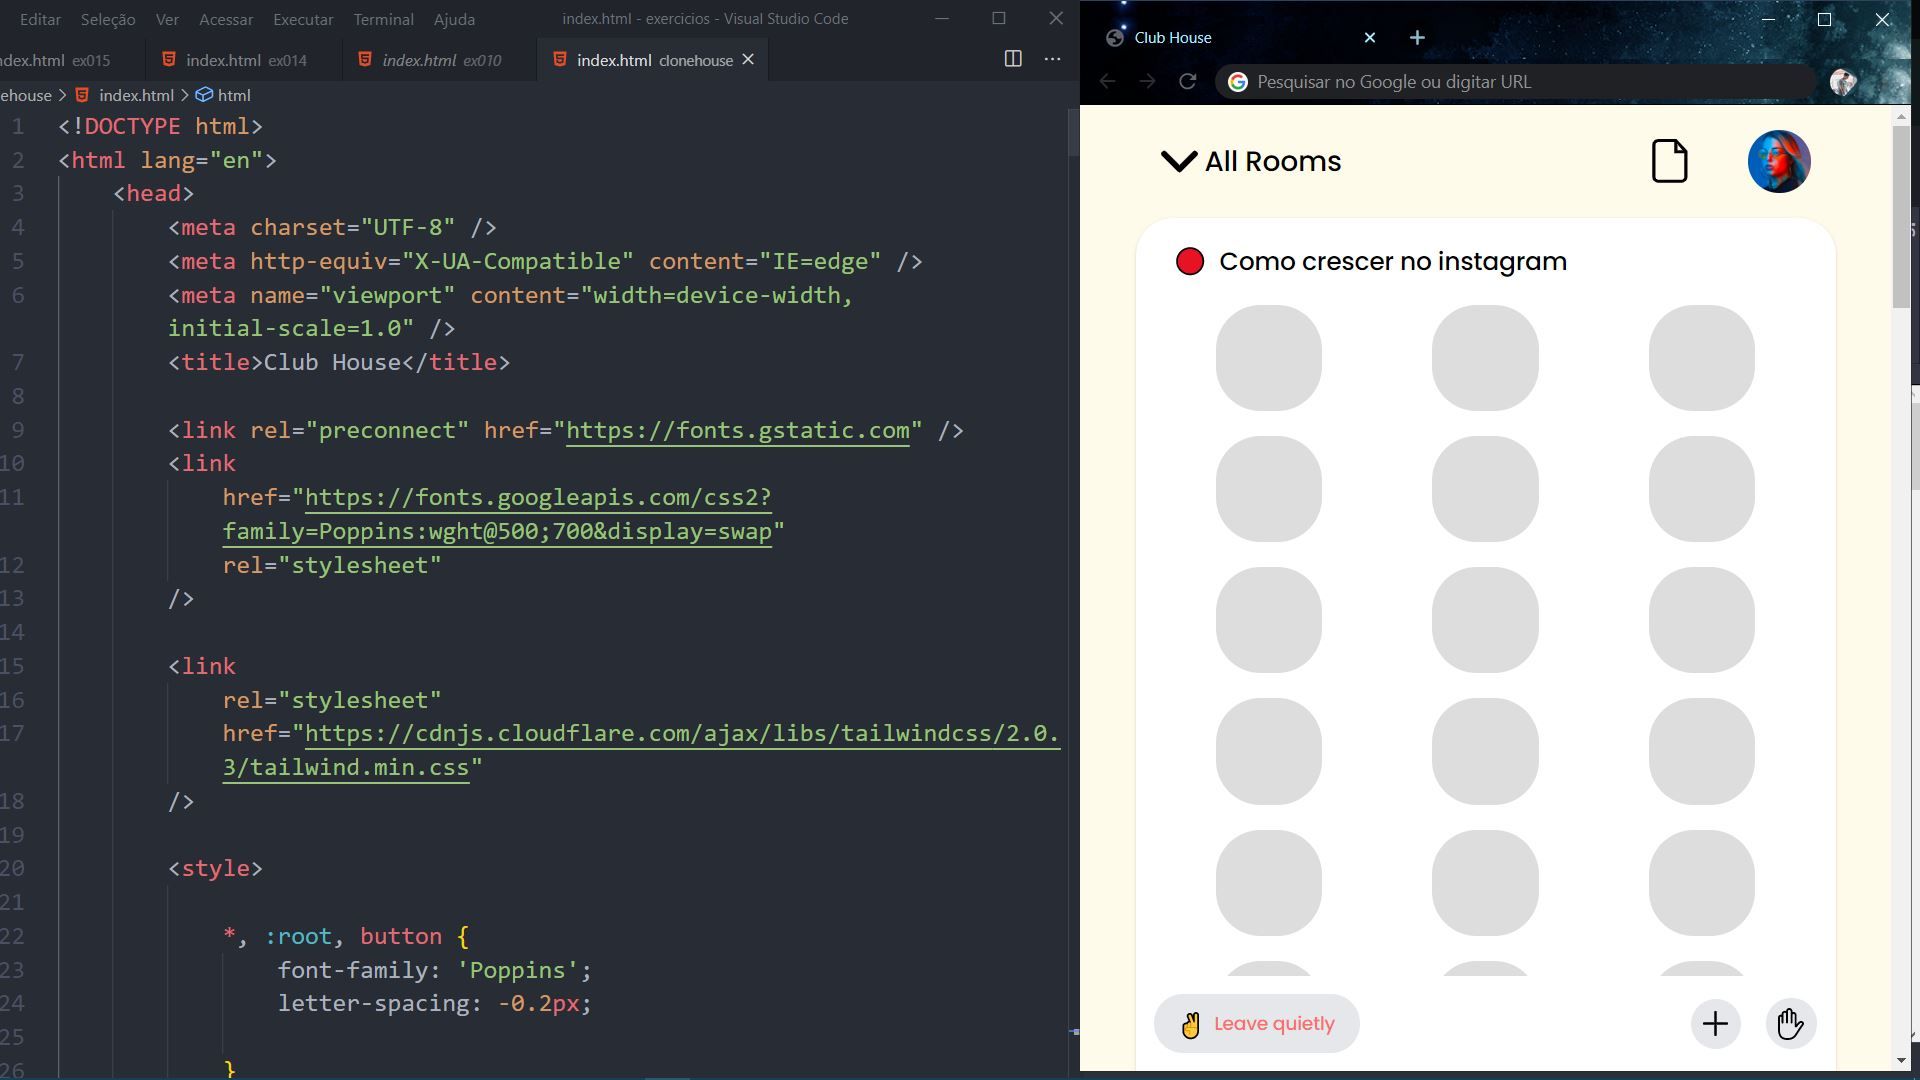 Editar Seleção Ver Acessar Executar Terminal Ajuda index.html - exercicios - Visual Studio Code
index.html ex015 index.html ex014 index.html ex010 index.html clonehouse
index.html html
1 <!DOCTYPE html>
2 <html lang="en">
3 <head>
4 <meta charset="UTF-8" />
5 <meta http-equiv="X-UA-Compatible" content="IE=edge" />
6 <meta name="viewport" content="width=device-width,
initial-scale=1.0" />
7 <title>Club House</title>
8
9 <link rel="preconnect" href="https://fonts.gstatic.com" />
10 <link
11 href="https://fonts.googleapis.com/css2?
family=Poppins:wght@500;700&display=swap"
12 rel="stylesheet"
13 />
14
15 <link
16 rel="stylesheet"
17 href="https://cdnjs.cloudflare.com/ajax/libs/tailwindcss/2.0.
3/tailwind.min.css"
18 />
19
20 <style>
21
22 *, :root, button {
23 font-family: 'Poppins';
24 letter-spacing: -0.2px;
25
26 }
Club House
Pesquisar no Google ou digitar URL
All Rooms
Como crescer no instagram
Leave quietly